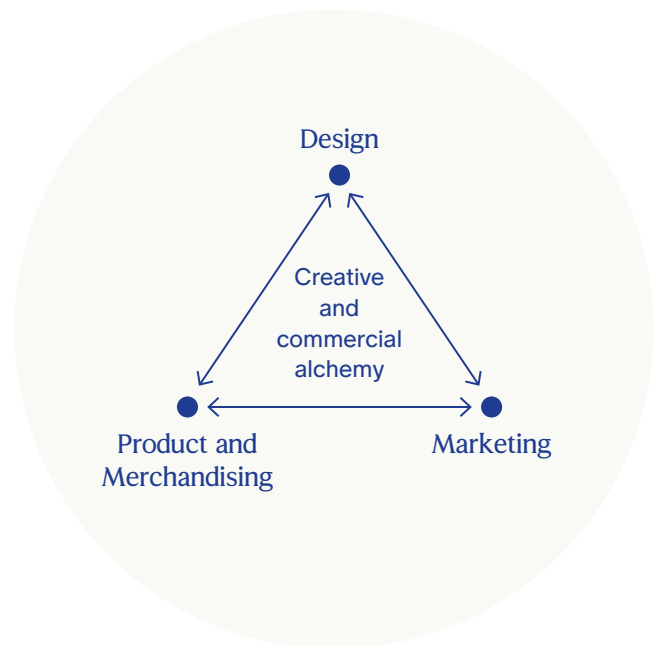 Design
Creative
and
commercial
alchemy
Product and
Merchandising
Marketing